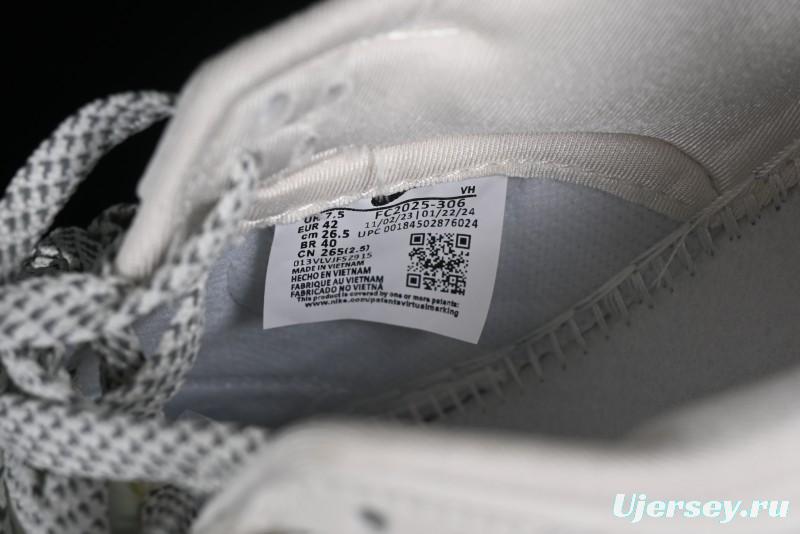 VH
UK 7.5 FC2025-306
EUR 42 11/02/23 | 01/22/24
cm 26.5 UPC 00184502876024
BR 40
CN 265(2.5)
013VLVJFS2915
MADE IN VIETNAM
HECHO EN VIETNAM
FABRIQUE AU VIETNAM
FABRICADO NO VIETNÃ
This product is covered by one or more patents:
www.nike.com/patentsvirtualmarking
Ujersey.ru